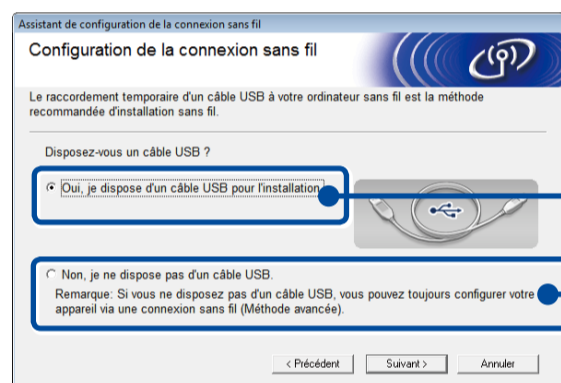 Assistant de configuration de la connexion sans fil
Configuration de la connexion sans fil
Le raccordement temporaire d'un câble USB à votre ordinateur sans fil est la méthode
recommandée d'installation sans fil.
Disposez-vous un câble USB ?
Oui, je dispose d'un câble USB pour l'installation
Non, je ne dispose pas d'un câble USB.
Remarque: Si vous ne disposez pas d'un câble USB, vous pouvez toujours configurer votre
appareil via une connexion sans fil (Méthode avancée).
< Précédent
Suivant >
Annuler